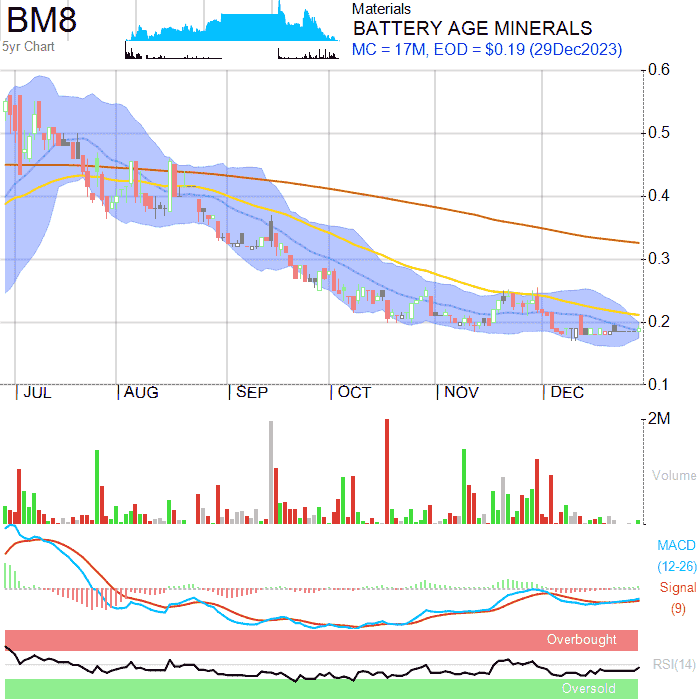 BM8
5yr Chart
Materials
BATTERY AGE MINERALS
MC = 17M, EOD = $0.19 (29Dec2023)
0.6
0.5
0.4
0.3
0.2
0.1
JUL AUG SEP OCT NOV DEC
2M
Volume
MACD
(12-26)
Signal
(9)
Overbought
RSI(14)
Oversold